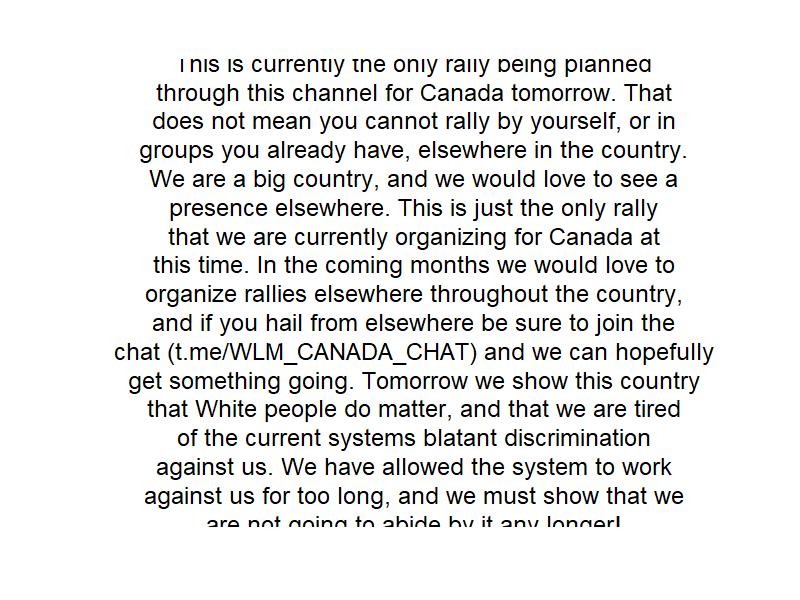 This is currently the only rally being planned
through this channel for Canada tomorrow. That
does not mean you cannot rally by yourself, or in
groups you already have, elsewhere in the country.
We are a big country, and we would love to see a
presence elsewhere. This is just the only rally
that we are currently organizing for Canada at
this time. In the coming months we would love to
organize rallies elsewhere throughout the country,
and if you hail from elsewhere be sure to join the
chat (t.me/WLM_CANADA_CHAT) and we can hopefully
get something going. Tomorrow we show this country
that White people do matter, and that we are tired
of the current systems blatant discrimination
against us. We have allowed the system to work
against us for too long, and we must show that we
are not going to abide by it any longer!